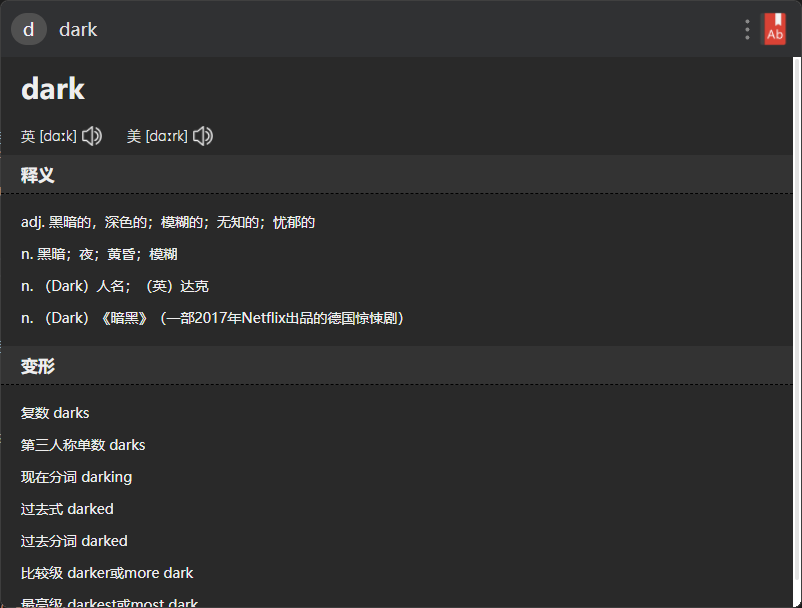 d dark
Ab
dark
英 [dɑːk] 美 [dɑːrk]
释义
adj. 黑暗的，深色的；模糊的；无知的；忧郁的
n. 黑暗；夜；黄昏；模糊
n. （Dark）人名；（英）达克
n. （Dark）《暗黑》（一部2017年Netflix出品的德国惊悚剧）
变形
复数 darks
第三人称单数 darks
现在分词 darking
过去式 darked
过去分词 darked
比较级 darker或more dark
最高级 darkest或most dark